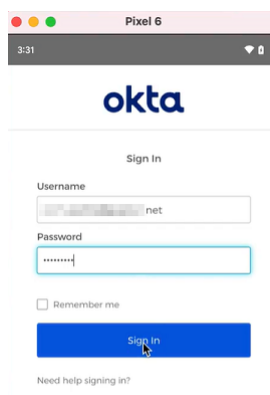 Pixel 6
3:31
okta
Sign In
Username
net
Password
Remember me
Sign In
Need help signing in?